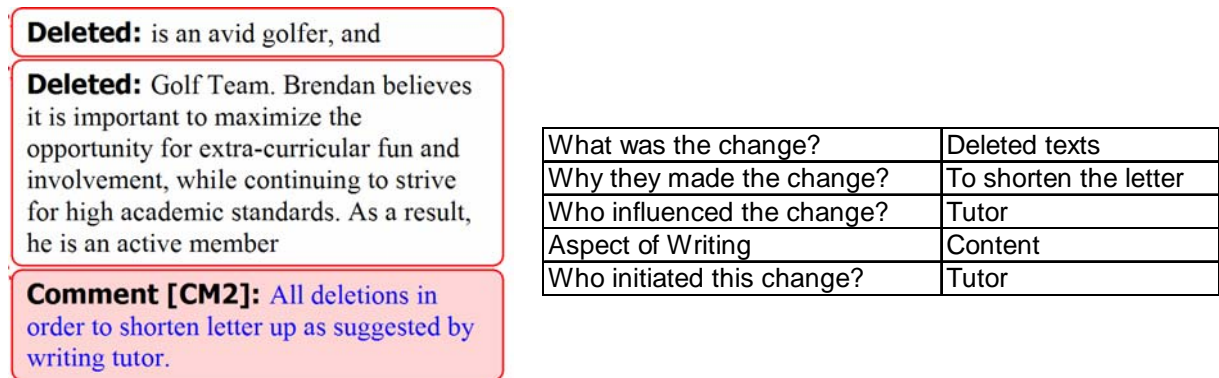 Deleted: is an avid golfer, and
Deleted: Golf Team. Brendan believes
it is important to maximize the
opportunity for extra-curricular fun and
involvement, while continuing to strive
for high academic standards. As a result,
he is an active member
Comment [CM2]: All deletions in
order to shorten letter up as suggested by
writing tutor.
What was the change? Deleted texts
Why they made the change? To shorten the letter
Who influenced the change? Tutor
Aspect of Writing Content
Who initiated this change? Tutor